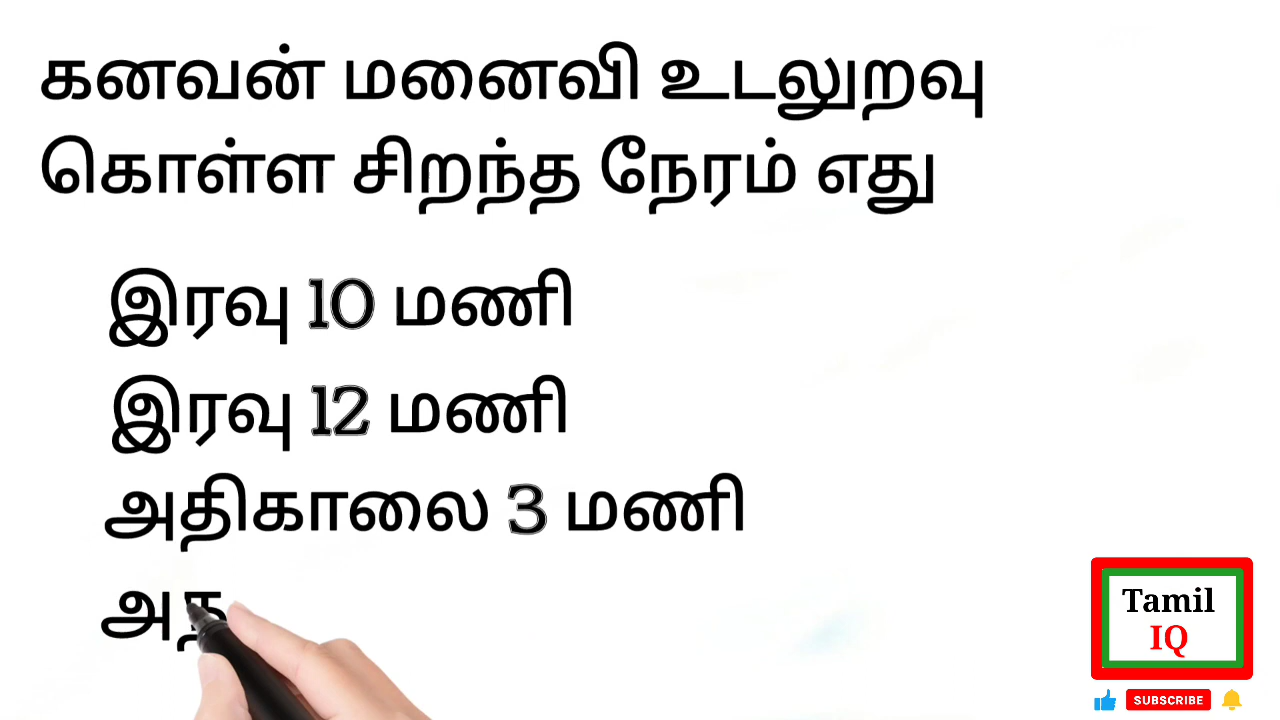 கனவன் மனைவி உடலுறவு
கொள்ள சிறந்த நேரம் எது
இரவு 10 மணி
இரவு 12 மணி
அதிகாலை 3 மணி
அத
Tamil
IQ
SUBSCRIBE